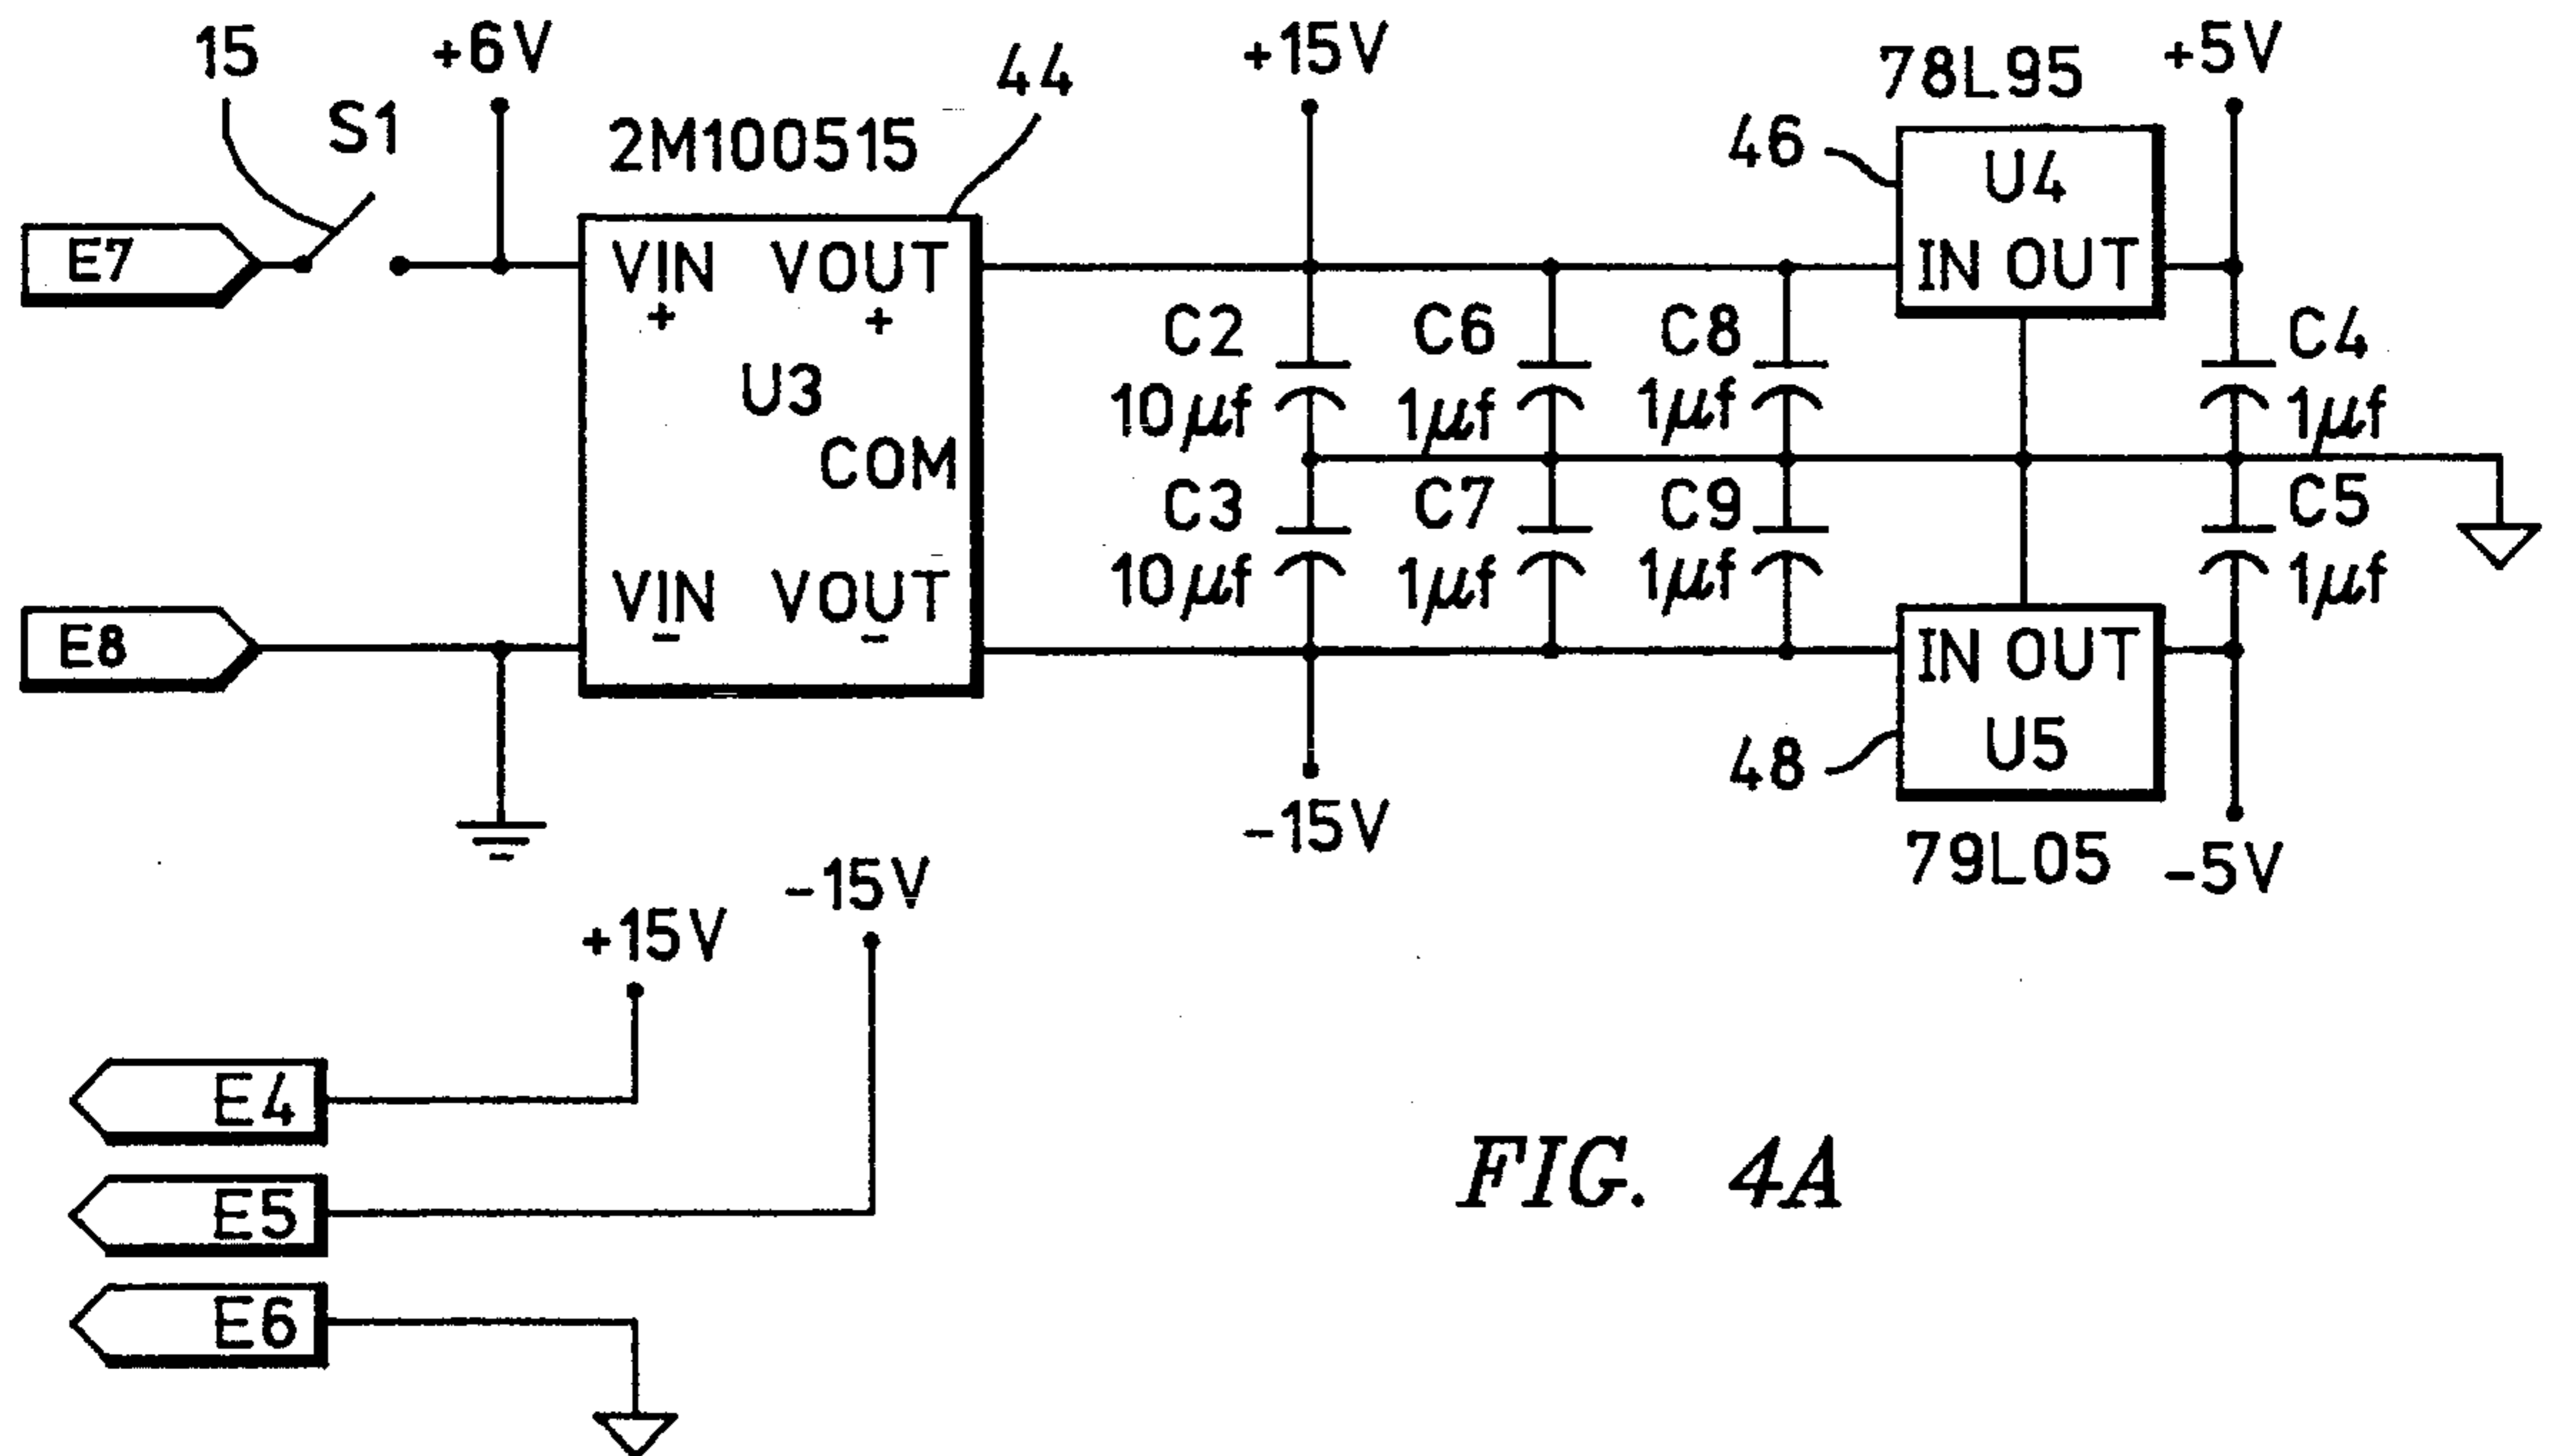 15
S1
+6V
2M100515
44
+15V
78L95
+5V
46
U4
IN OUT
E7
VIN VOUT
+ +
U3
COM
VIN VOUT
- -
E8
C2
10µf
C6
1µf
C8
1µf
C4
1µf
C3
10µf
C7
1µf
C9
1µf
C5
1µf
IN OUT
U5
48
79L05
-15V
-5V
+15V
-15V
E4
E5
E6
FIG. 4A